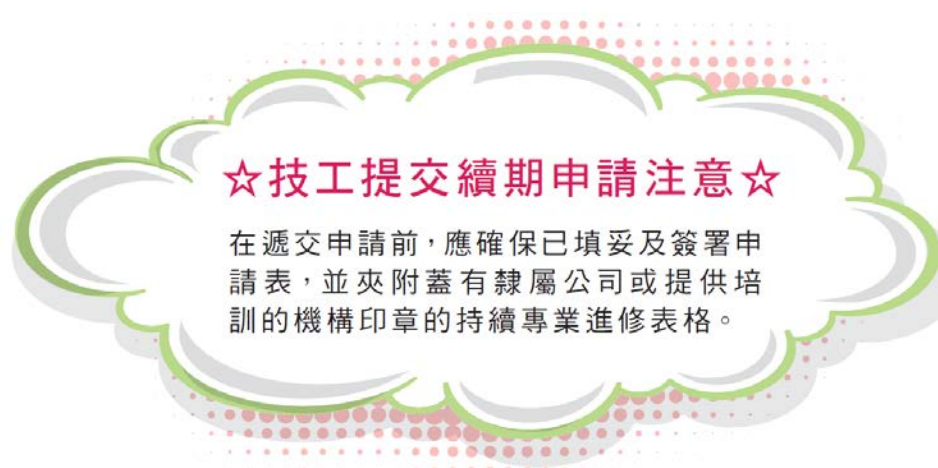 ☆技工提交續期申請注意☆
在遞交申請前，應確保已填妥及簽署申
請表，並夾附蓋有隸屬公司或提供培
訓的機構印章的持續專業進修表格。